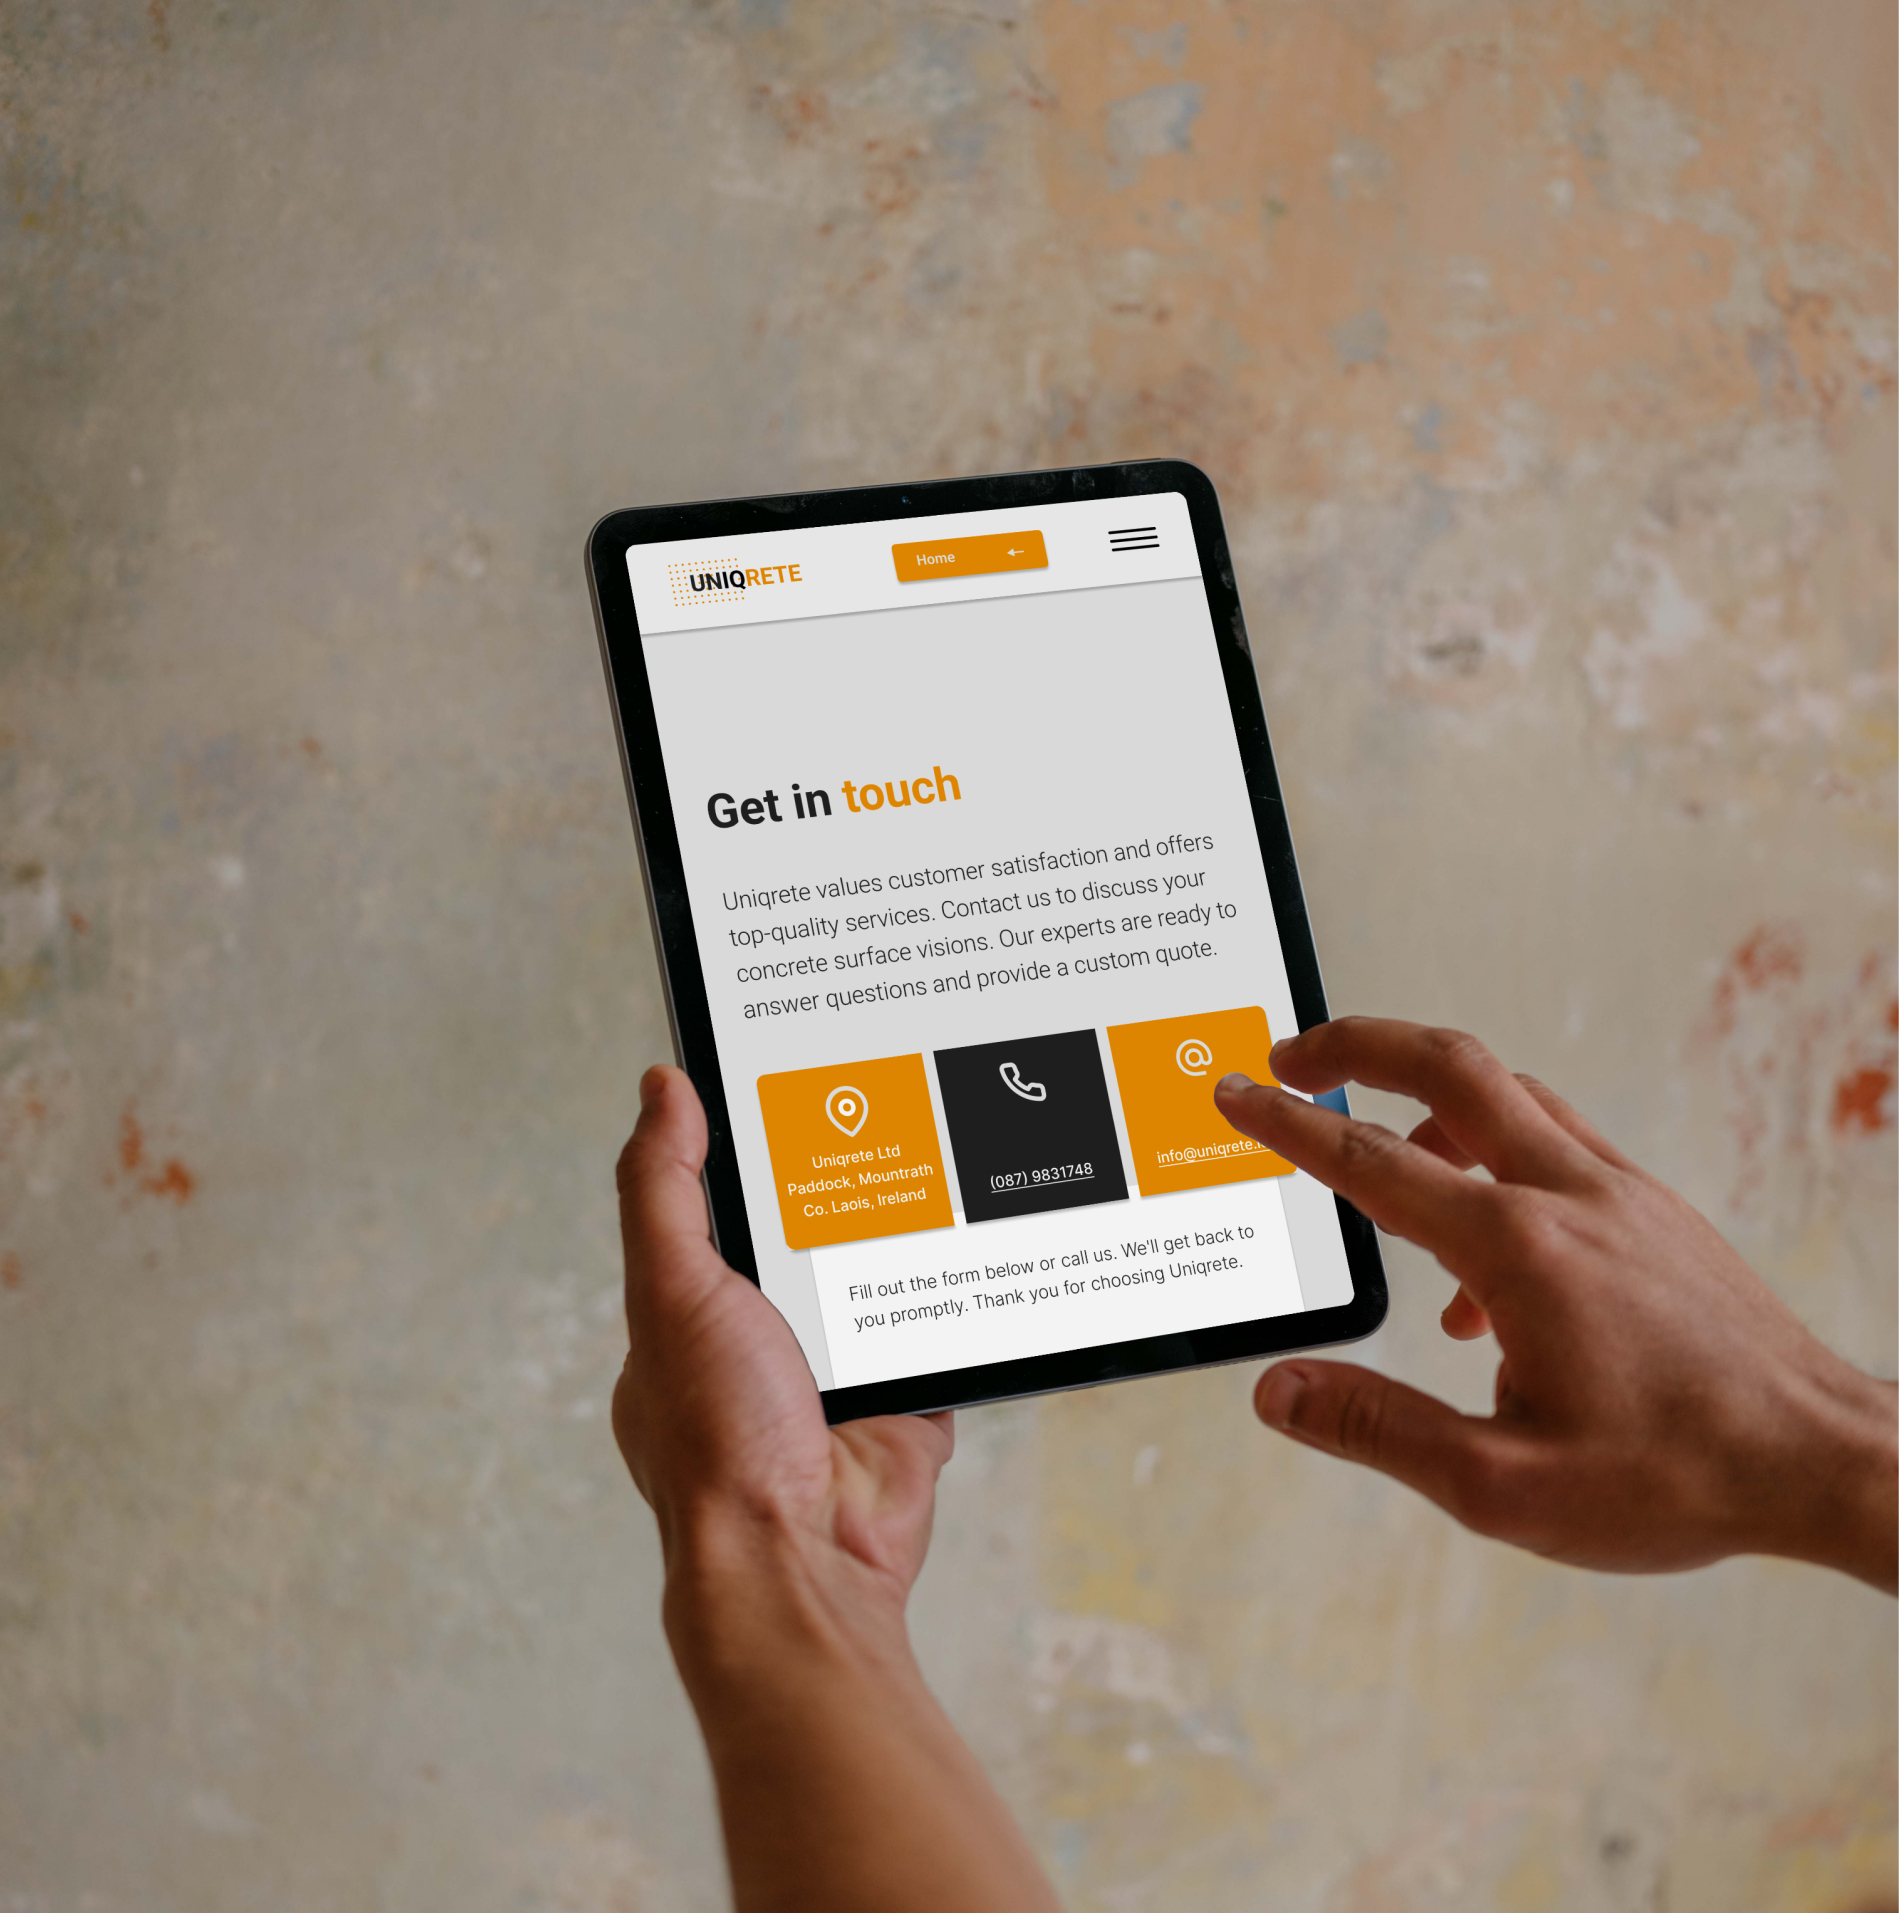 UNIQRETE
Home
Get in touch
Uniqrete values customer satisfaction and offers
top-quality services. Contact us to discuss your
concrete surface visions. Our experts are ready to
answer questions and provide a custom quote.
Uniqrete Ltd
Paddock, Mountrath
Co. Laois, Ireland
(087) 9831748
Fill out the form below or call us. We'll get back to
you promptly. Thank you for choosing Uniqrete.